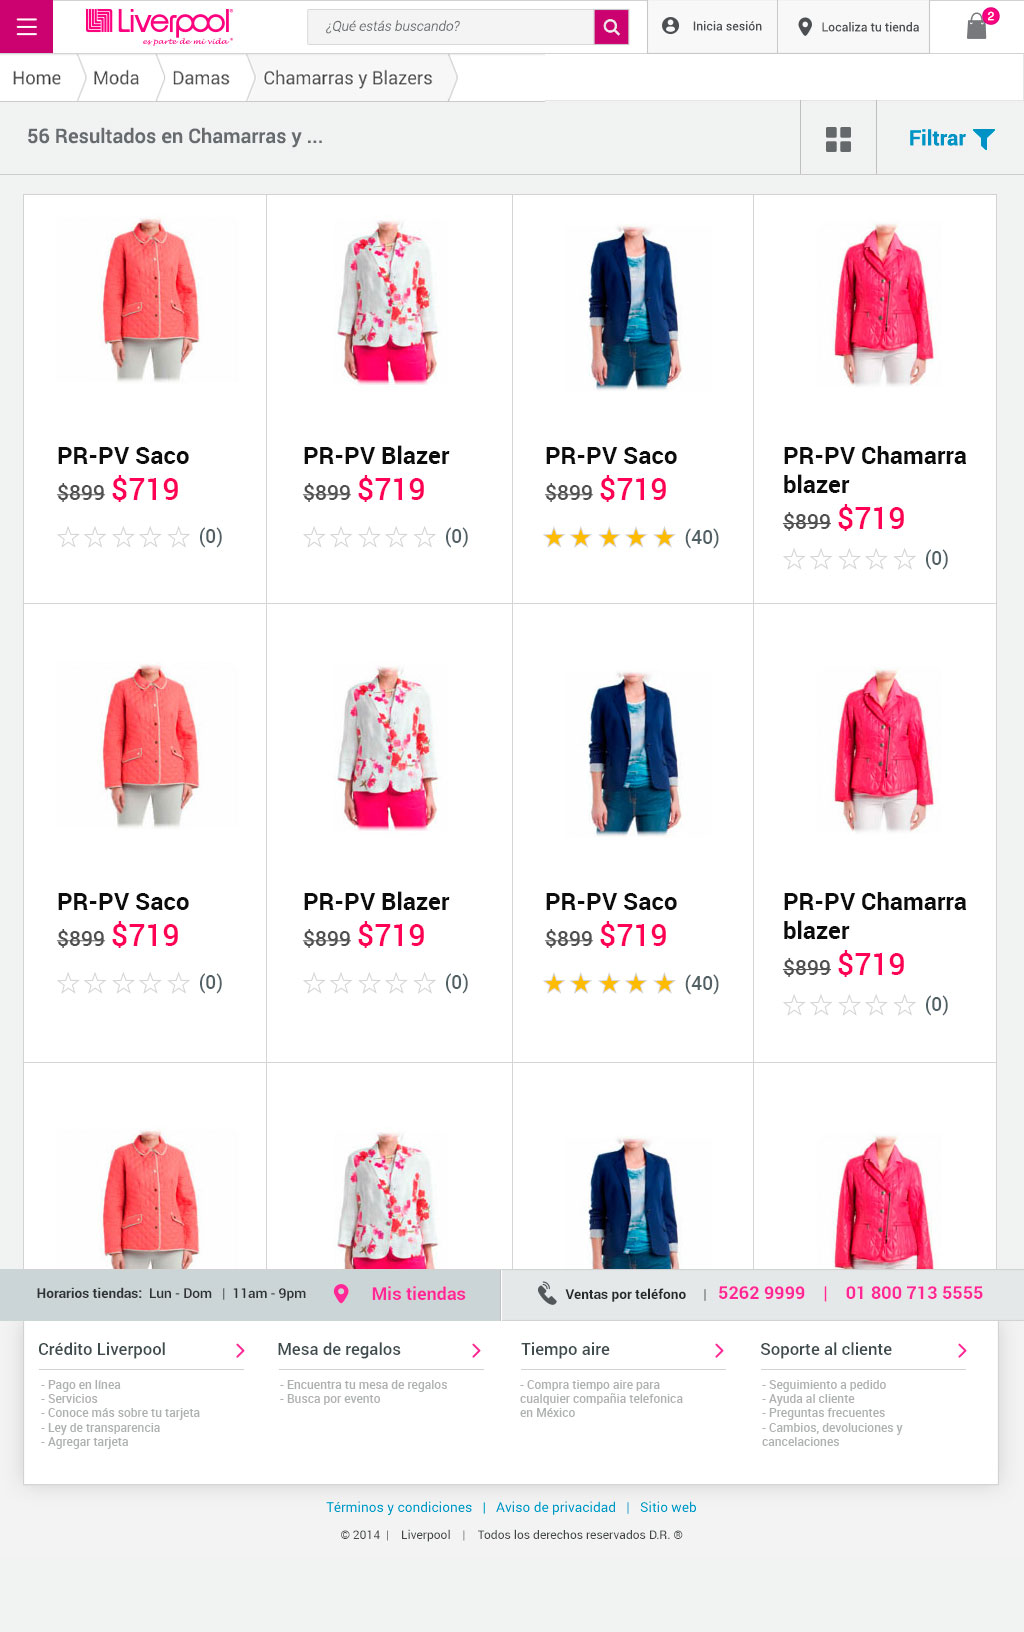 Liverpool
es parte de mi vida
¿Qué estás buscando?
Inicia sesión
Localiza tu tienda
2
Home
Moda
Damas
Chamarras y Blazers
56 Resultados en Chamarras y ...
Filtrar
PR-PV Saco
$899 $719
(0)
PR-PV Blazer
$899 $719
(0)
PR-PV Saco
$899 $719
(40)
PR-PV Chamarra
blazer
$899 $719
(0)
PR-PV Saco
$899 $719
(0)
PR-PV Blazer
$899 $719
(0)
PR-PV Saco
$899 $719
(40)
PR-PV Chamarra
blazer
$899 $719
(0)
Horarios tiendas: Lun - Dom | 11am - 9pm
Mis tiendas
Ventas por teléfono | 5262 9999 | 01 800 713 5555
Crédito Liverpool
- Pago en línea
- Servicios
- Conoce más sobre tu tarjeta
- Ley de transparencia
- Agregar tarjeta
Mesa de regalos
- Encuentra tu mesa de regalos
- Busca por evento
Tiempo aire
- Compra tiempo aire para
cualquier compañia telefonica
en México
Soporte al cliente
- Seguimiento a pedido
- Ayuda al cliente
- Preguntas frecuentes
- Cambios, devoluciones y
cancelaciones
Términos y condiciones | Aviso de privacidad | Sitio web
© 2014 | Liverpool | Todos los derechos reservados D.R. ®